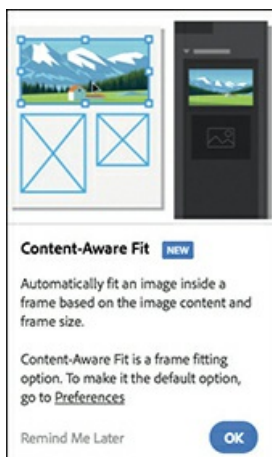 Content-Aware Fit NEW
Automatically fit an image inside a
frame based on the image content and
frame size.
Content-Aware Fit is a frame fitting
option. To make it the default option,
go to Preferences
Remind Me Later OK